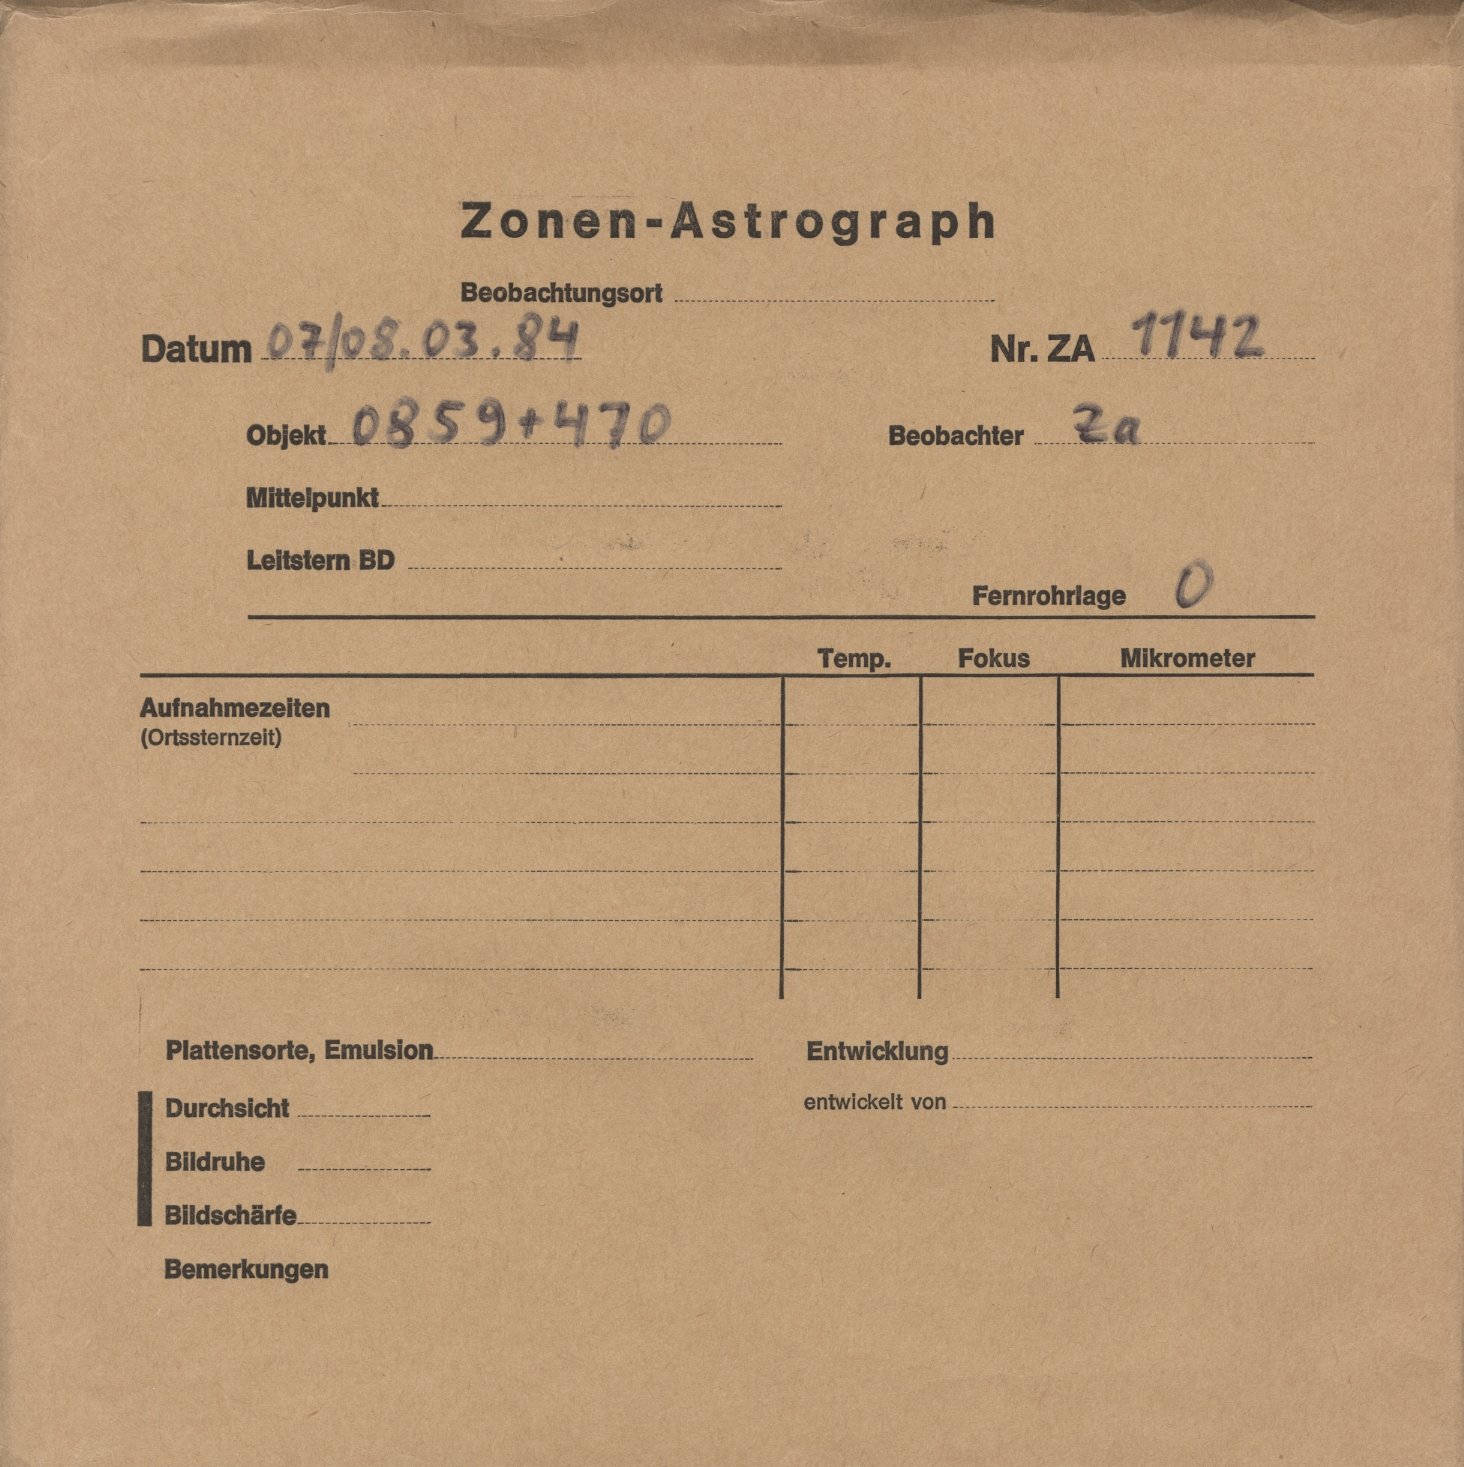 Zonen-Astrograph
Beobachtungsort
Datum 07/08.03.84 Nr. ZA 1142
Objekt 0859+470 Beobachter Za
Mittelpunkt
Leitstern BD
Fernrohrlage O
Temp. Fokus Mikrometer
Aufnahmezeiten
(Ortssternzeit)
Plattensorte, Emulsion Entwicklung
Durchsicht entwickelt von
Bildruhe
Bildschärfe
Bemerkungen